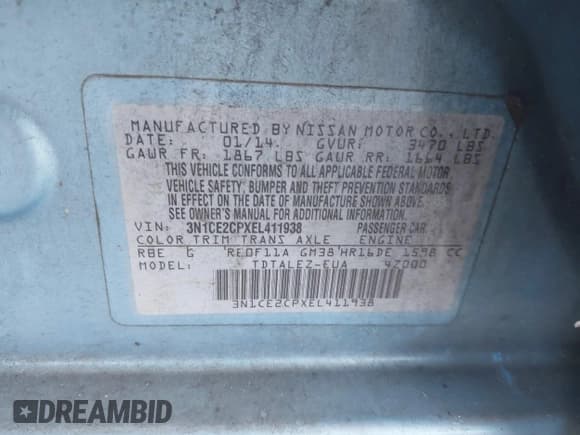 MANUFACTURED BY NISSAN MOTOR CO., LTD.
DATE: 01/14. GVWR: 3470 LBS
GAWR FR: 1867 LBS GAWR RR: 1664 LBS
THIS VEHICLE CONFORMS TO ALL APPLICABLE FEDERAL MOTOR
VEHICLE SAFETY, BUMPER AND THEFT PREVENTION STANDARDS
IN EFFECT ON THE DATE OF MANUFACTURE SHOWN ABOVE.
SEE OWNER'S MANUAL FOR ADDITIONAL INFORMATION.
VIN: 3N1CE2CPXEL411938 PASSENGER CAR
COLOR TRIM TRANS AXLE ENGINE
RBE G RE0F11A GM38 HR16DE 1598 CC
MODEL TDTALEZ-EUA 4Z000
3N1CE2CPXEL411938
DREAMBID